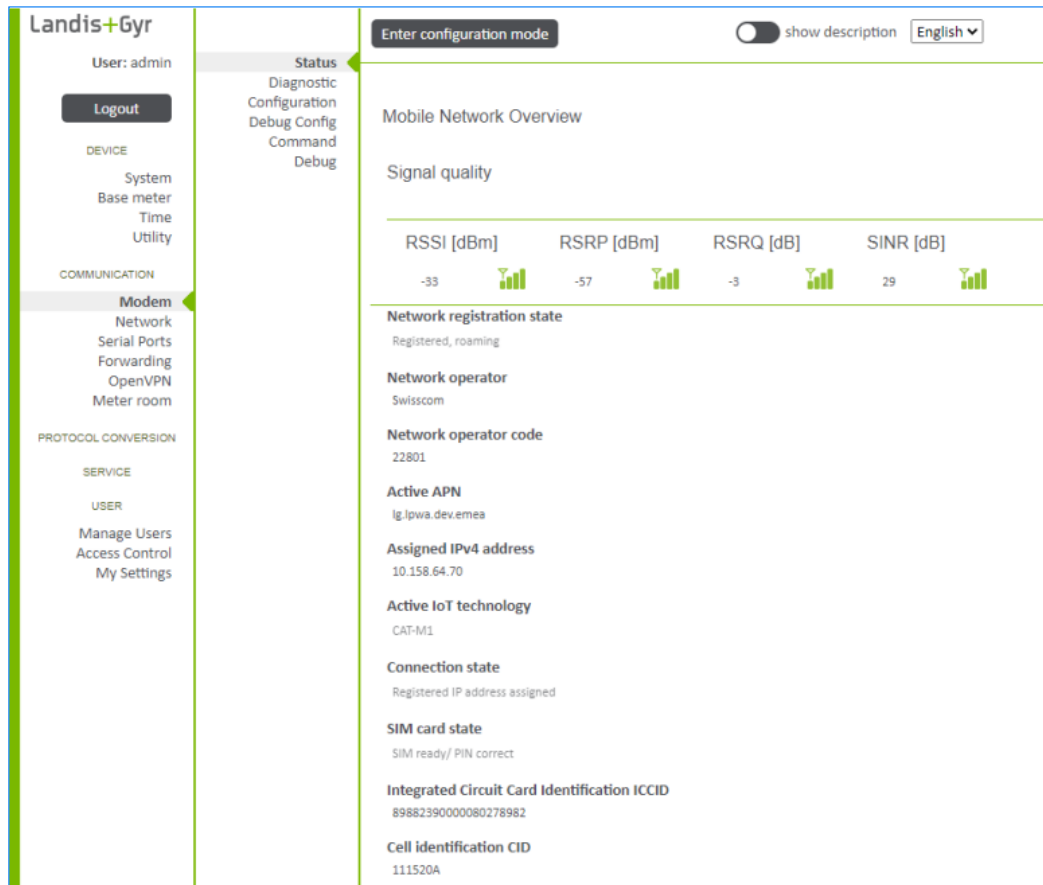 Landis+Gyr
User: admin
Logout
DEVICE
System
Base meter
Time
Utility
COMMUNICATION
Modem
Network
Serial Ports
Forwarding
OpenVPN
Meter room
PROTOCOL CONVERSION
SERVICE
USER
Manage Users
Access Control
My Settings
Status
Diagnostic
Configuration
Debug Config
Command
Debug
Enter configuration mode
show description
English
Mobile Network Overview
Signal quality
RSSI [dBm] RSRP [dBm] RSRQ [dB] SINR [dB]
-33 -57 -3 29
Network registration state
Registered, roaming
Network operator
Swisscom
Network operator code
22801
Active APN
lg.lpwa.dev.emea
Assigned IPv4 address
10.158.64.70
Active IoT technology
CAT-M1
Connection state
Registered IP address assigned
SIM card state
SIM ready/ PIN correct
Integrated Circuit Card Identification ICCID
89882390000080278982
Cell identification CID
111520A